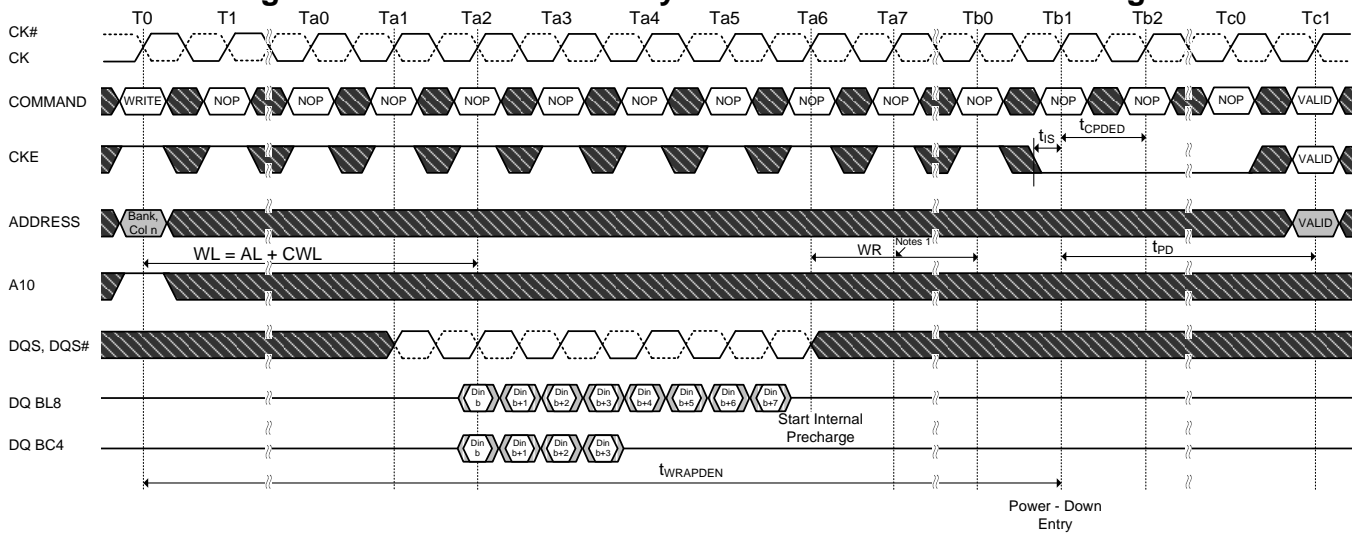 T0 T1 Ta0 Ta1 Ta2 Ta3 Ta4 Ta5 Ta6 Ta7 Tb0 Tb1 Tb2 Tc0 Tc1
CK#
CK
COMMAND WRITE NOP NOP NOP NOP NOP NOP NOP NOP NOP NOP NOP NOP NOP VALID
tIS tCPDED
CKE VALID
ADDRESS Bank, Col n VALID
WL = AL + CWL WR Notes 1 tPD
A10
DQS, DQS#
DQ BL8 Din b Din b+1 Din b+2 Din b+3 Din b+4 Din b+5 Din b+6 Din b+7
Start Internal
Precharge
DQ BC4 Din b Din b+1 Din b+2 Din b+3
tWRAPDEN
Power - Down
Entry